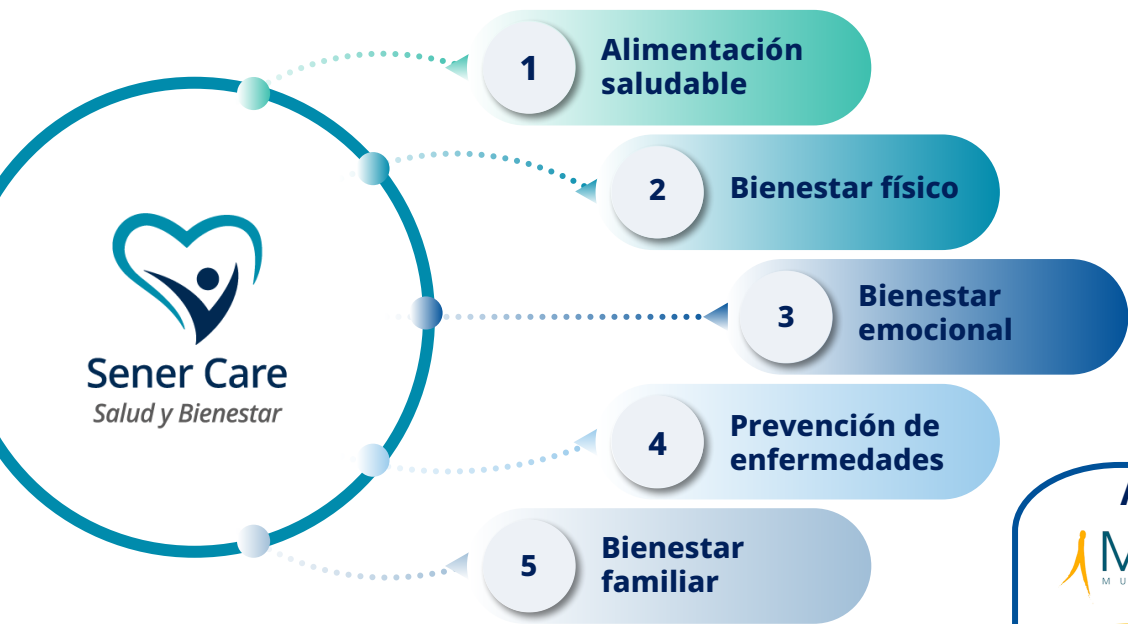 1
Alimentación
saludable
2
Bienestar físico
3
Bienestar
emocional
Sener Care
Salud y Bienestar
4
Prevención de
enfermedades
5
Bienestar
familiar